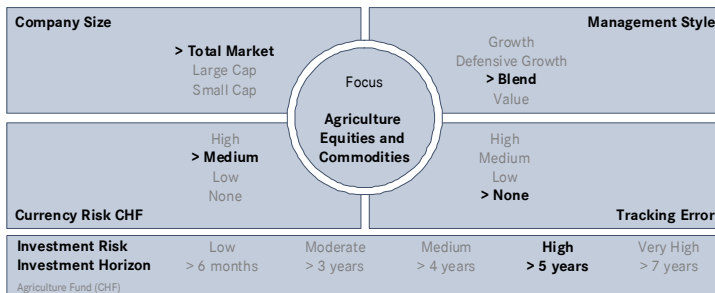 Company Size
> Total Market
Large Cap
Small Cap
Management Style
Growth
Defensive Growth
> Blend
Value
Focus
Agriculture
Equities and
Commodities
High
> Medium
Low
None
Currency Risk CHF
High
Medium
Low
> None
Tracking Error
Investment Risk Low Moderate Medium High Very High
Investment Horizon > 6 months > 3 years > 4 years > 5 years > 7 years
Agriculture Fund (CHF)